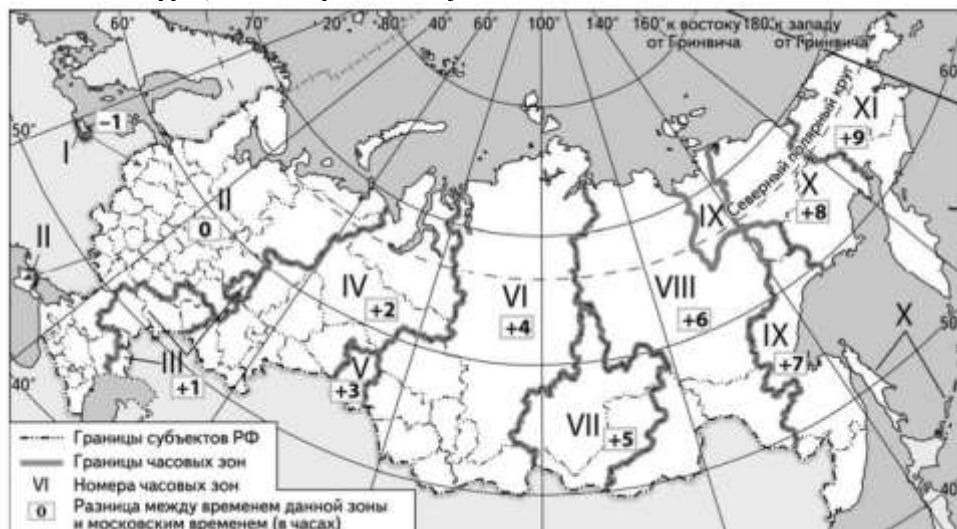 60°
70°
20°
40°
60°
80°
100°
120°
140°
160° к востоку
от Гринвича
180° к западу
от Гринвича
60°
50°
–1
I
Северный полярный круг
XI
+9
X
+8
II
0
IX
II
IV
+2
VI
+4
VIII
+6
IX
+7
X
50°
40°
III
+1
V
+3
VII
+5
40°
Границы субъектов РФ
Границы часовых зон
VI Номера часовых зон
0 Разница между временем данной зоны
и московским временем (в часах)